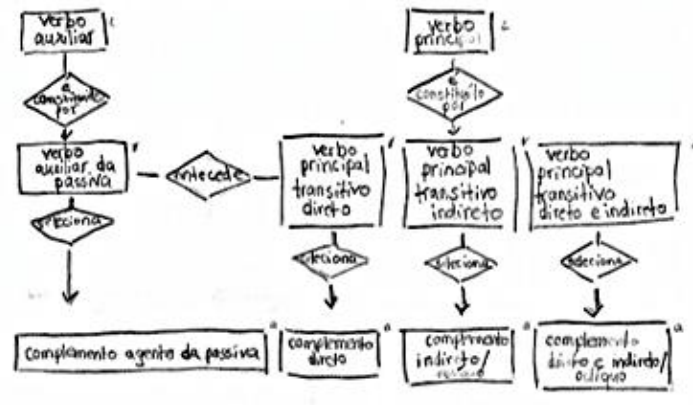 verbo
auxiliar
verbo
principal
é
constituído
por
é
constituído
por
verbo
auxiliar da
passiva
antecede
verbo
principal
transitivo
direto
verbo
principal
transitivo
indireto
verbo
principal
transitivo
direto e indireto
seleciona
seleciona
seleciona
seleciona
complemento agente da passiva
complemento
direto
complemento
indireto/
complemento
direto e indireto/
oblíquo